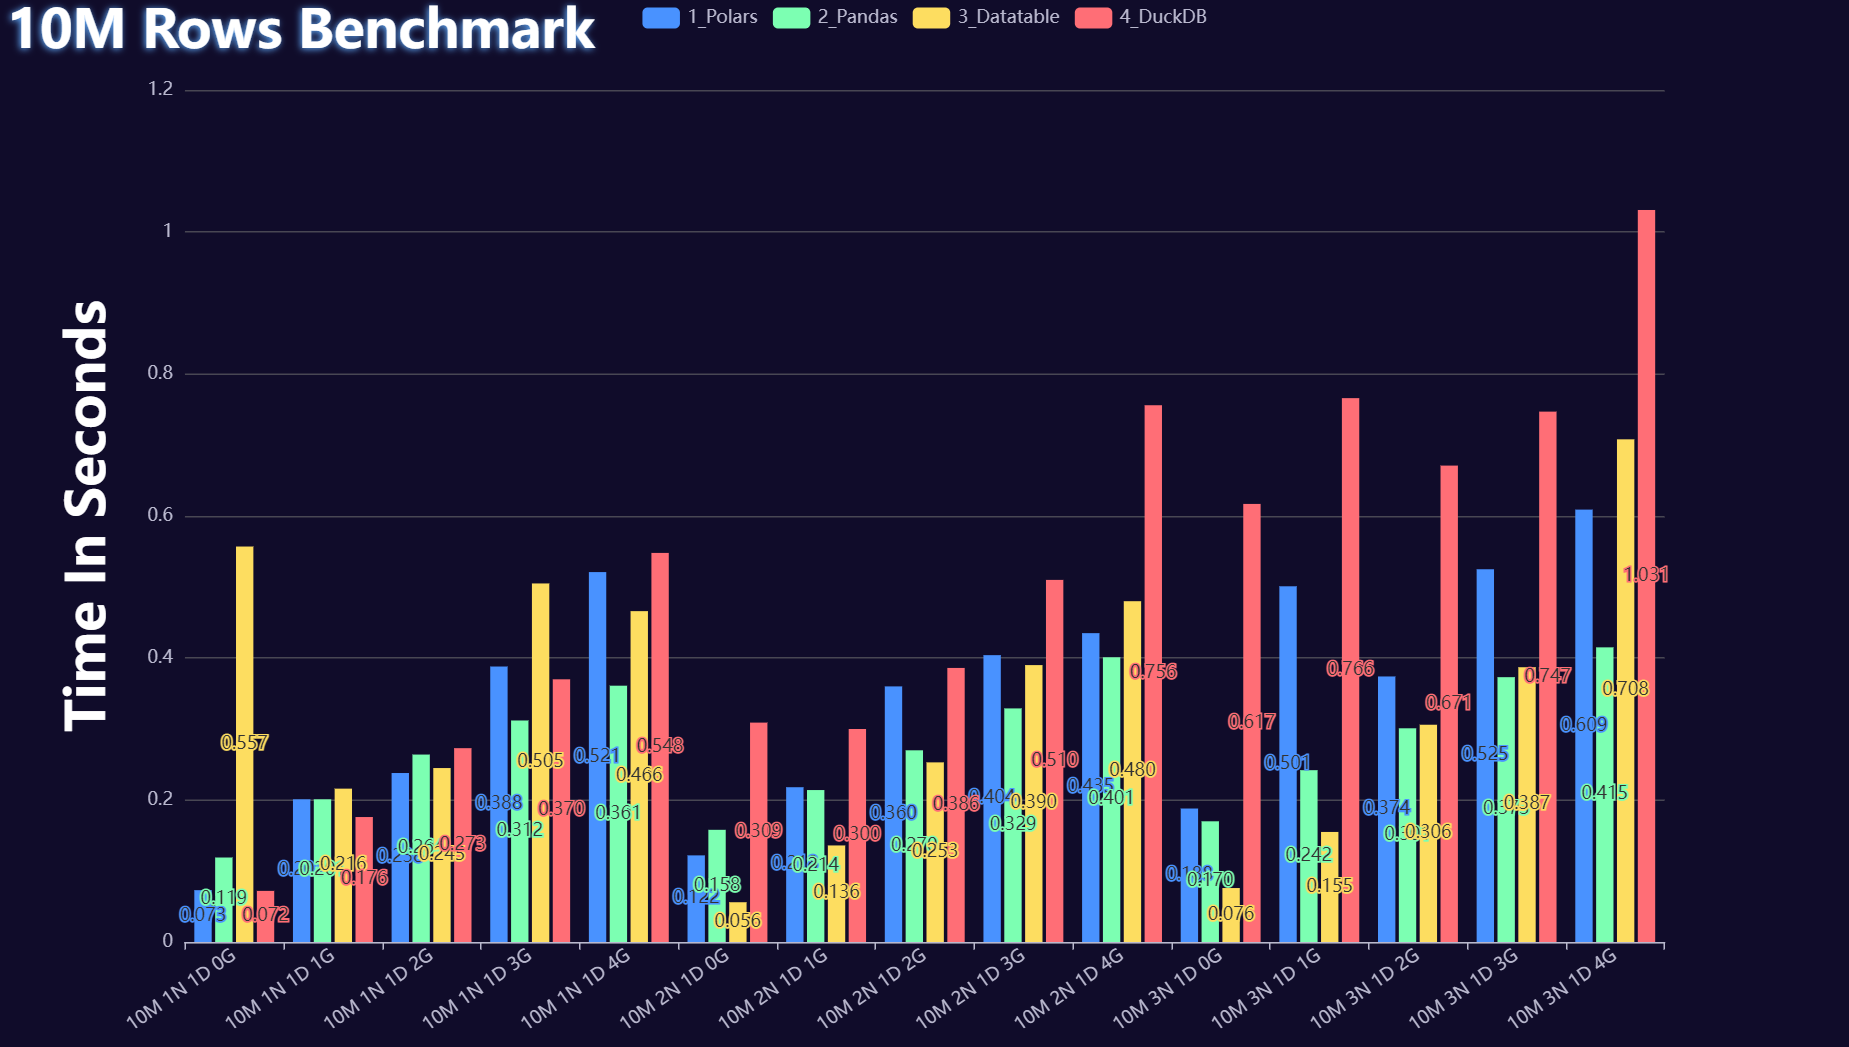 10M Rows Benchmark
1_Polars 2_Pandas 3_Datatable 4_DuckDB
Time In Seconds
1.2
1
0.8
0.6
0.4
0.2
0
0.073 0.119 0.557 0.072
0.216 0.176
0.245 0.273
0.388 0.312 0.505 0.370
0.521 0.361 0.466 0.548
0.122 0.158 0.056 0.309
0.214 0.136 0.300
0.360 0.253 0.386
0.404 0.329 0.390 0.510
0.435 0.401 0.480 0.756
0.170 0.076 0.617
0.501 0.242 0.155 0.766
0.374 0.306 0.671
0.525 0.387 0.747
0.609 0.415 0.708 1.031
10M 1N 1D 0G
10M 1N 1D 1G
10M 1N 1D 2G
10M 1N 1D 3G
10M 1N 1D 4G
10M 2N 1D 0G
10M 2N 1D 1G
10M 2N 1D 2G
10M 2N 1D 3G
10M 2N 1D 4G
10M 3N 1D 0G
10M 3N 1D 1G
10M 3N 1D 2G
10M 3N 1D 3G
10M 3N 1D 4G